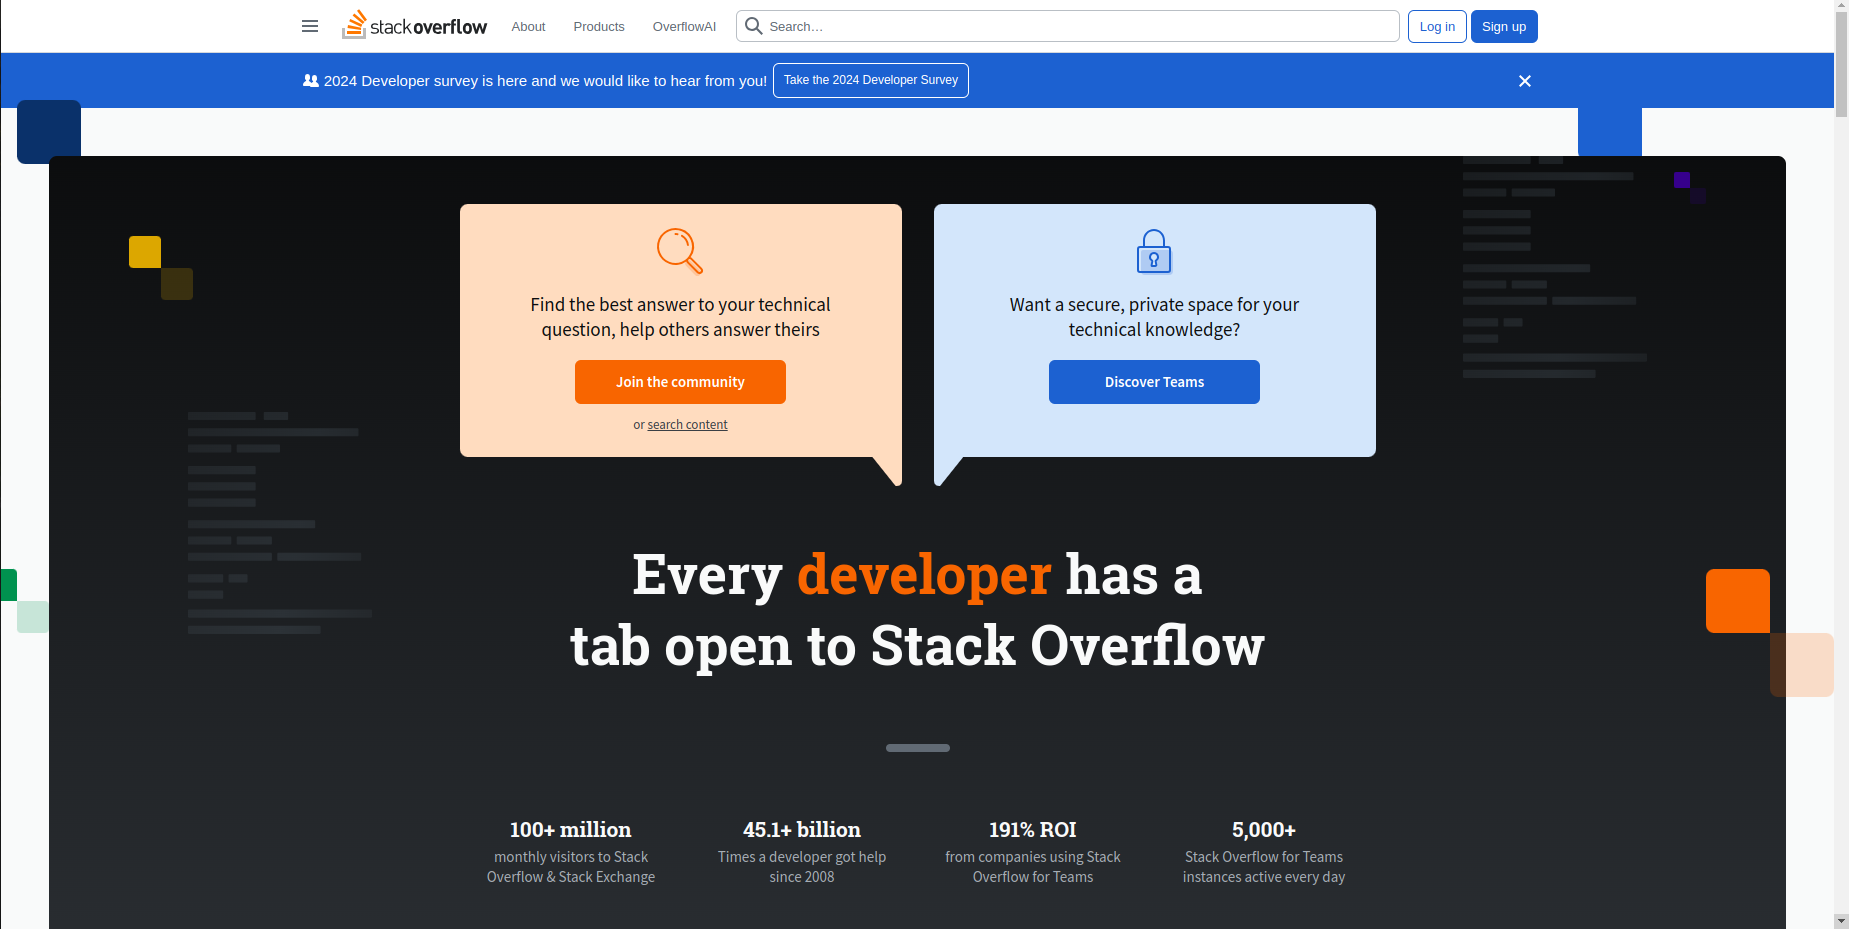 stackoverflow
About
Products
OverflowAI
Search…
Log in
Sign up
2024 Developer survey is here and we would like to hear from you!
Take the 2024 Developer Survey
Find the best answer to your technical
question, help others answer theirs
Join the community
or search content
Want a secure, private space for your
technical knowledge?
Discover Teams
Every developer has a
tab open to Stack Overflow
100+ million
monthly visitors to Stack
Overflow & Stack Exchange
45.1+ billion
Times a developer got help
since 2008
191% ROI
from companies using Stack
Overflow for Teams
5,000+
Stack Overflow for Teams
instances active every day